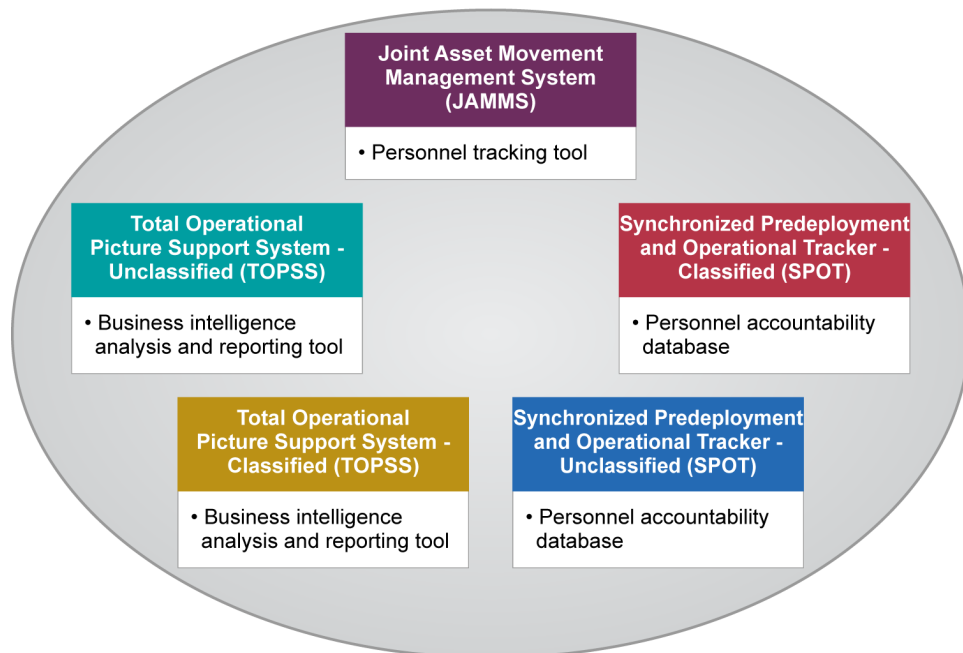 Joint Asset Movement
Management System
(JAMMS)
• Personnel tracking tool
Total Operational
Picture Support System -
Unclassified (TOPSS)
• Business intelligence
analysis and reporting tool
Synchronized Predeployment
and Operational Tracker -
Classified (SPOT)
• Personnel accountability
database
Total Operational
Picture Support System -
Classified (TOPSS)
• Business intelligence
analysis and reporting tool
Synchronized Predeployment
and Operational Tracker -
Unclassified (SPOT)
• Personnel accountability
database